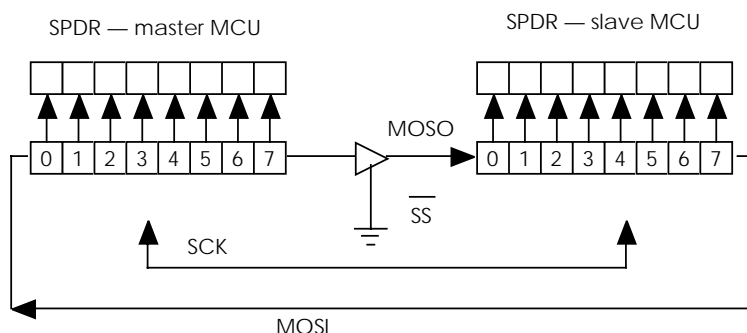 SPDR — master MCU
SPDR — slave MCU
0 1 2 3 4 5 6 7
MOSO
0 1 2 3 4 5 6 7
SS
SCK
MOSI